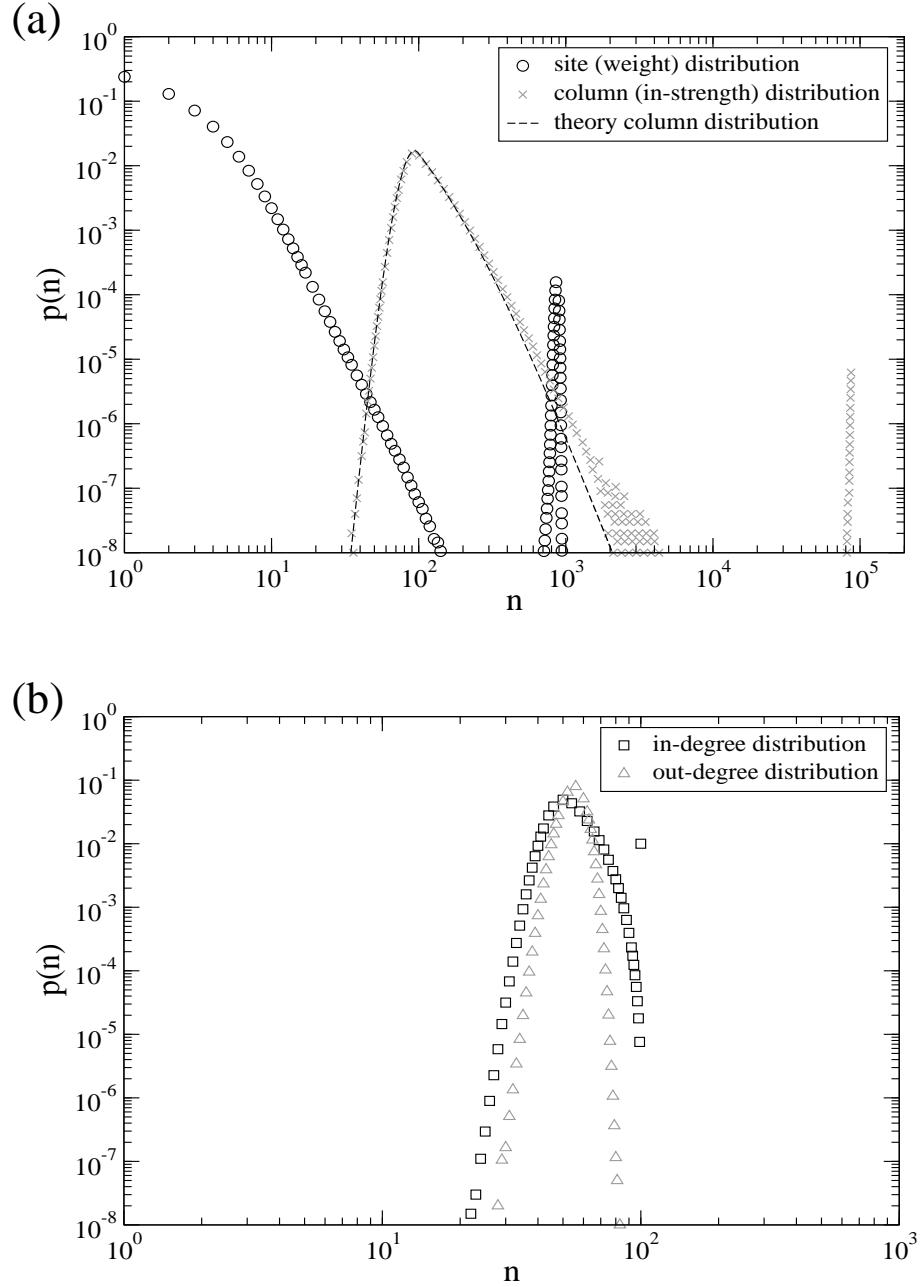 (a)
10^0
10^-1
10^-2
10^-3
10^-4
10^-5
10^-6
10^-7
10^-8
p(n)
site (weight) distribution
column (in-strength) distribution
theory column distribution
10^0 10^1 10^2 10^3 10^4 10^5
n
(b)
10^0
10^-1
10^-2
10^-3
10^-4
10^-5
10^-6
10^-7
10^-8
p(n)
in-degree distribution
out-degree distribution
10^0 10^1 10^2 10^3
n